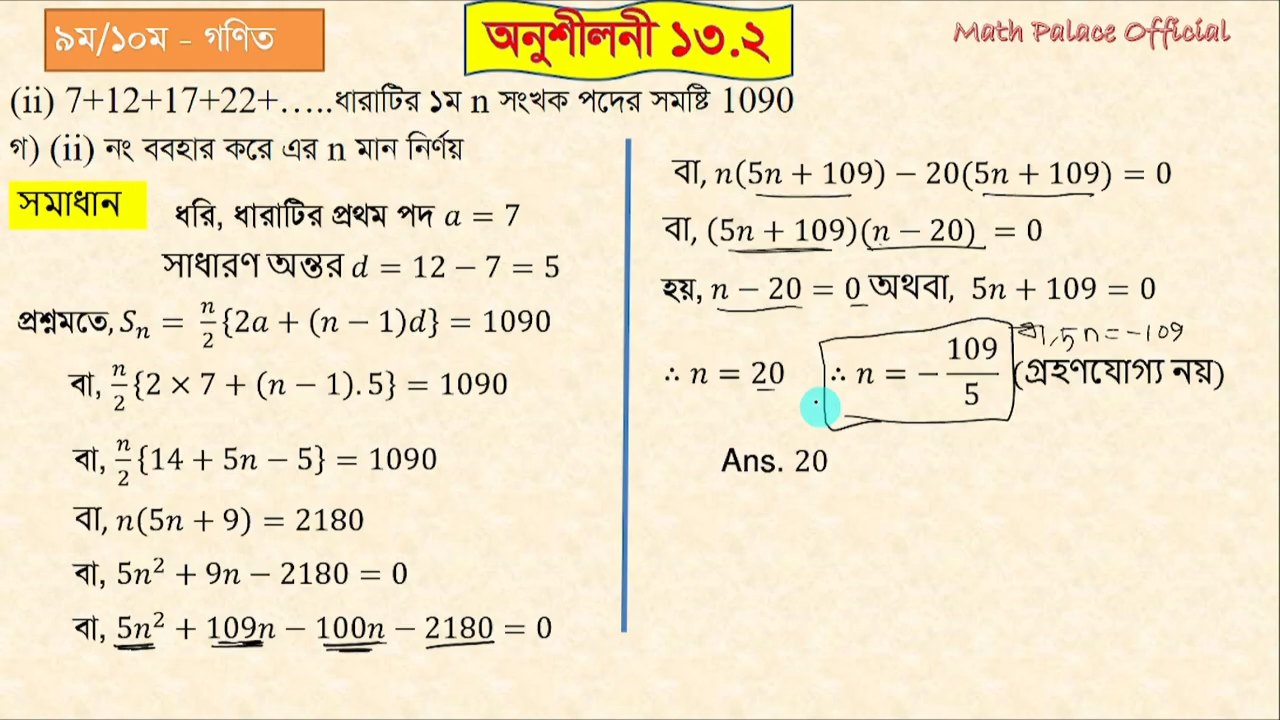 ৯ম/১০ম - গণিত
অনুশীলনী ১৩.২
Math Palace Official
(ii) 7+12+17+22+…..ধারাটির ১ম n সংখক পদের সমষ্টি 1090
গ) (ii) নং ববহার করে এর n মান নির্ণয়
সমাধান
ধরি, ধারাটির প্রথম পদ a = 7
সাধারণ অন্তর d = 12 − 7 = 5
প্রশ্নমতে, Sₙ = n/2 {2a + (n − 1)d} = 1090
বা, n/2 {2 × 7 + (n − 1).5} = 1090
বা, n/2 {14 + 5n − 5} = 1090
বা, n(5n + 9) = 2180
বা, 5n² + 9n − 2180 = 0
বা, 5n² + 109n − 100n − 2180 = 0
বা, n(5n + 109) − 20(5n + 109) = 0
বা, (5n + 109)(n − 20) = 0
হয়, n − 20 = 0 অথবা, 5n + 109 = 0
বা, 5n = -109
∴ n = 20 ∴ n = − 109/5 (গ্রহণযোগ্য নয়)
Ans. 20